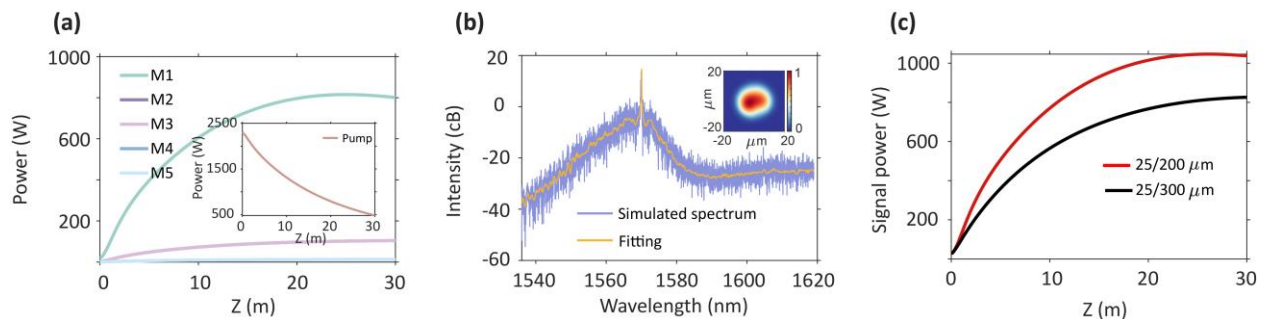 (a)
Power (W)
1000
800
600
400
200
M1
M2
M3
M4
M5
Power (W)
2500
1500
500
Pump
0
10
20
30
Z (m)
0
10
20
30
Z (m)
(b)
Intensity (cB)
20
0
-20
-40
-60
20
μm
-20
-20
20
μm
1
0
Simulated spectrum
Fitting
1540
1560
1580
1600
1620
Wavelength (nm)
(c)
Signal power (W)
1000
600
400
200
25/200 μm
25/300 μm
0
10
20
30
Z (m)